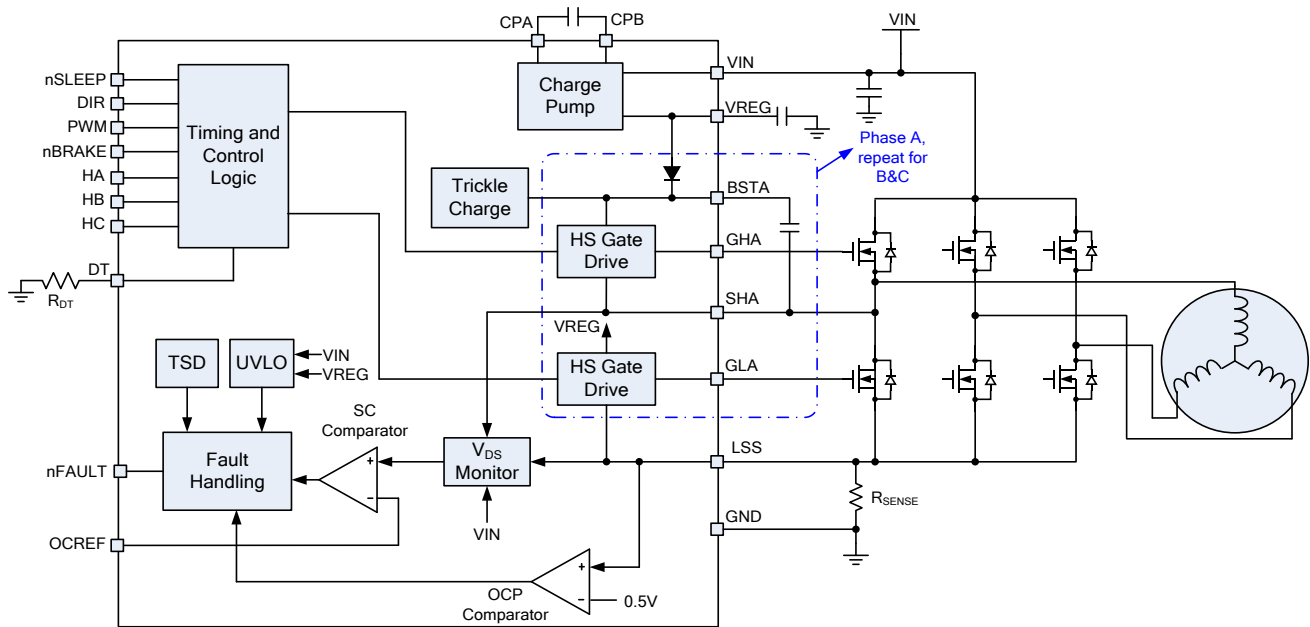 CPA
CPB
VIN
nSLEEP
DIR
PWM
nBRAKE
HA
HB
HC
DT
RDT
Timing and
Control
Logic
Charge
Pump
VIN
VREG
Phase A,
repeat for
B&C
Trickle
Charge
BSTA
HS Gate
Drive
GHA
SHA
VREG
HS Gate
Drive
GLA
TSD
UVLO
VIN
VREG
SC
Comparator
+
−
VDS
Monitor
VIN
LSS
nFAULT
Fault
Handling
RSENSE
GND
OCREF
OCP
Comparator
+
−
0.5V